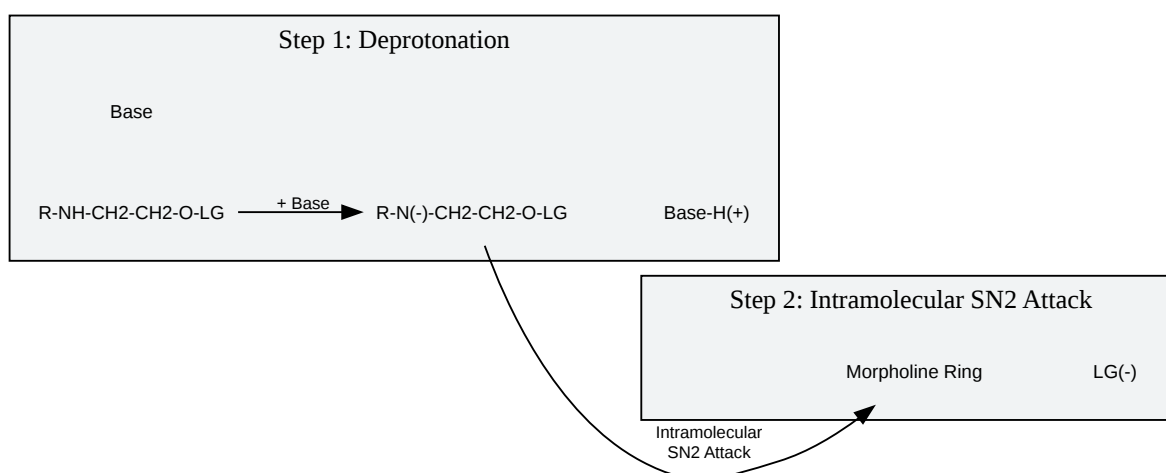 Step 1: Deprotonation
Base
R-NH-CH2-CH2-O-LG
+ Base
R-N(-)-CH2-CH2-O-LG
Base-H(+)
Step 2: Intramolecular SN2 Attack
Morpholine Ring
LG(-)
Intramolecular
SN2 Attack